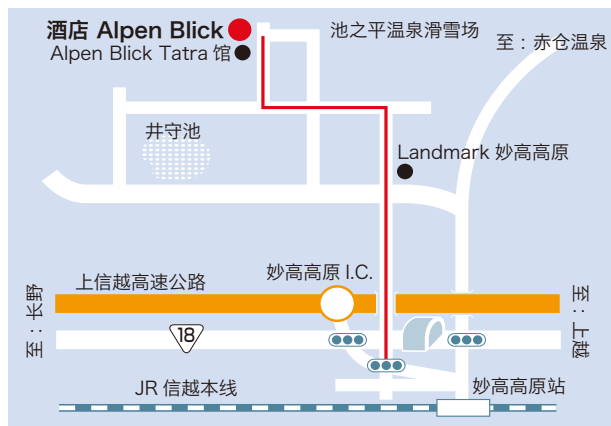 酒店 Alpen Blick
Alpen Blick Tatra 馆
池之平温泉滑雪场
至：赤仓温泉
井守池
Landmark 妙高高原
妙高高原 I.C.
上信越高速公路
至：长野
至：上越
18
JR 信越本线
妙高高原站